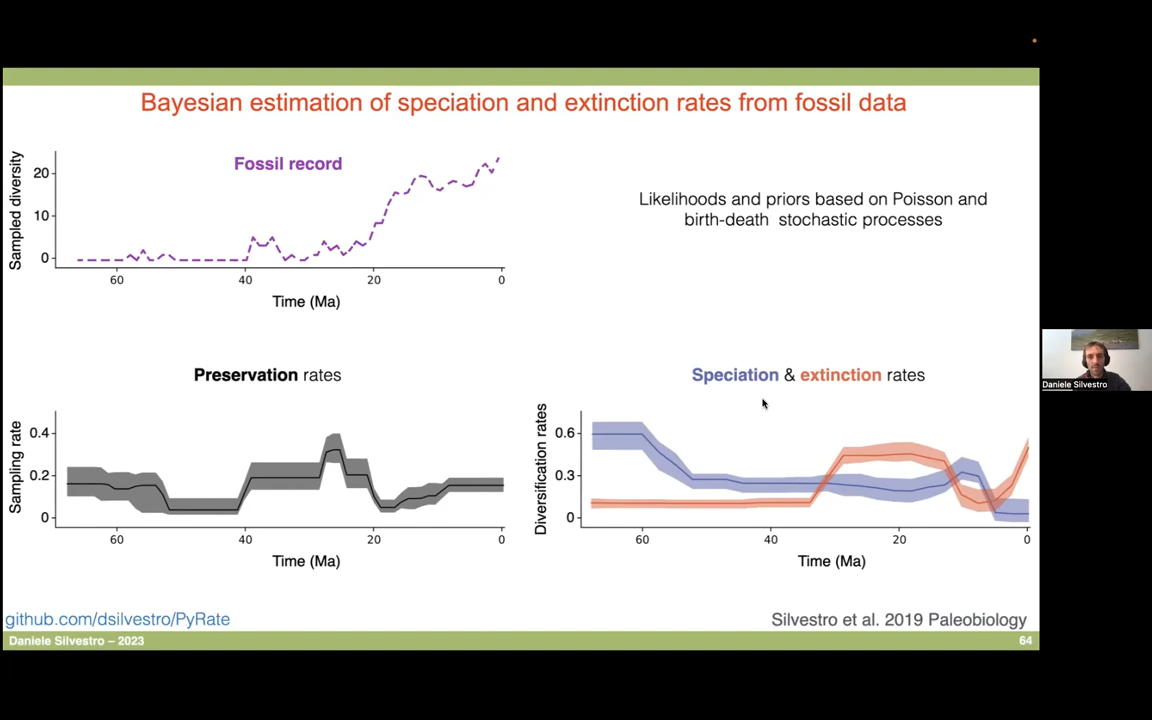 Bayesian estimation of speciation and extinction rates from fossil data
Fossil record
Sampled diversity
20
10
0
60
40
20
0
Time (Ma)
Likelihoods and priors based on Poisson and
birth-death stochastic processes
Preservation rates
Sampling rate
0.4
0.2
0
60
40
20
0
Time (Ma)
Speciation & extinction rates
Diversification rates
0.6
0.3
0
60
40
20
0
Time (Ma)
Daniele Silvestro
github.com/dsilvestro/PyRate
Silvestro et al. 2019 Paleobiology
Daniele Silvestro – 2023
64